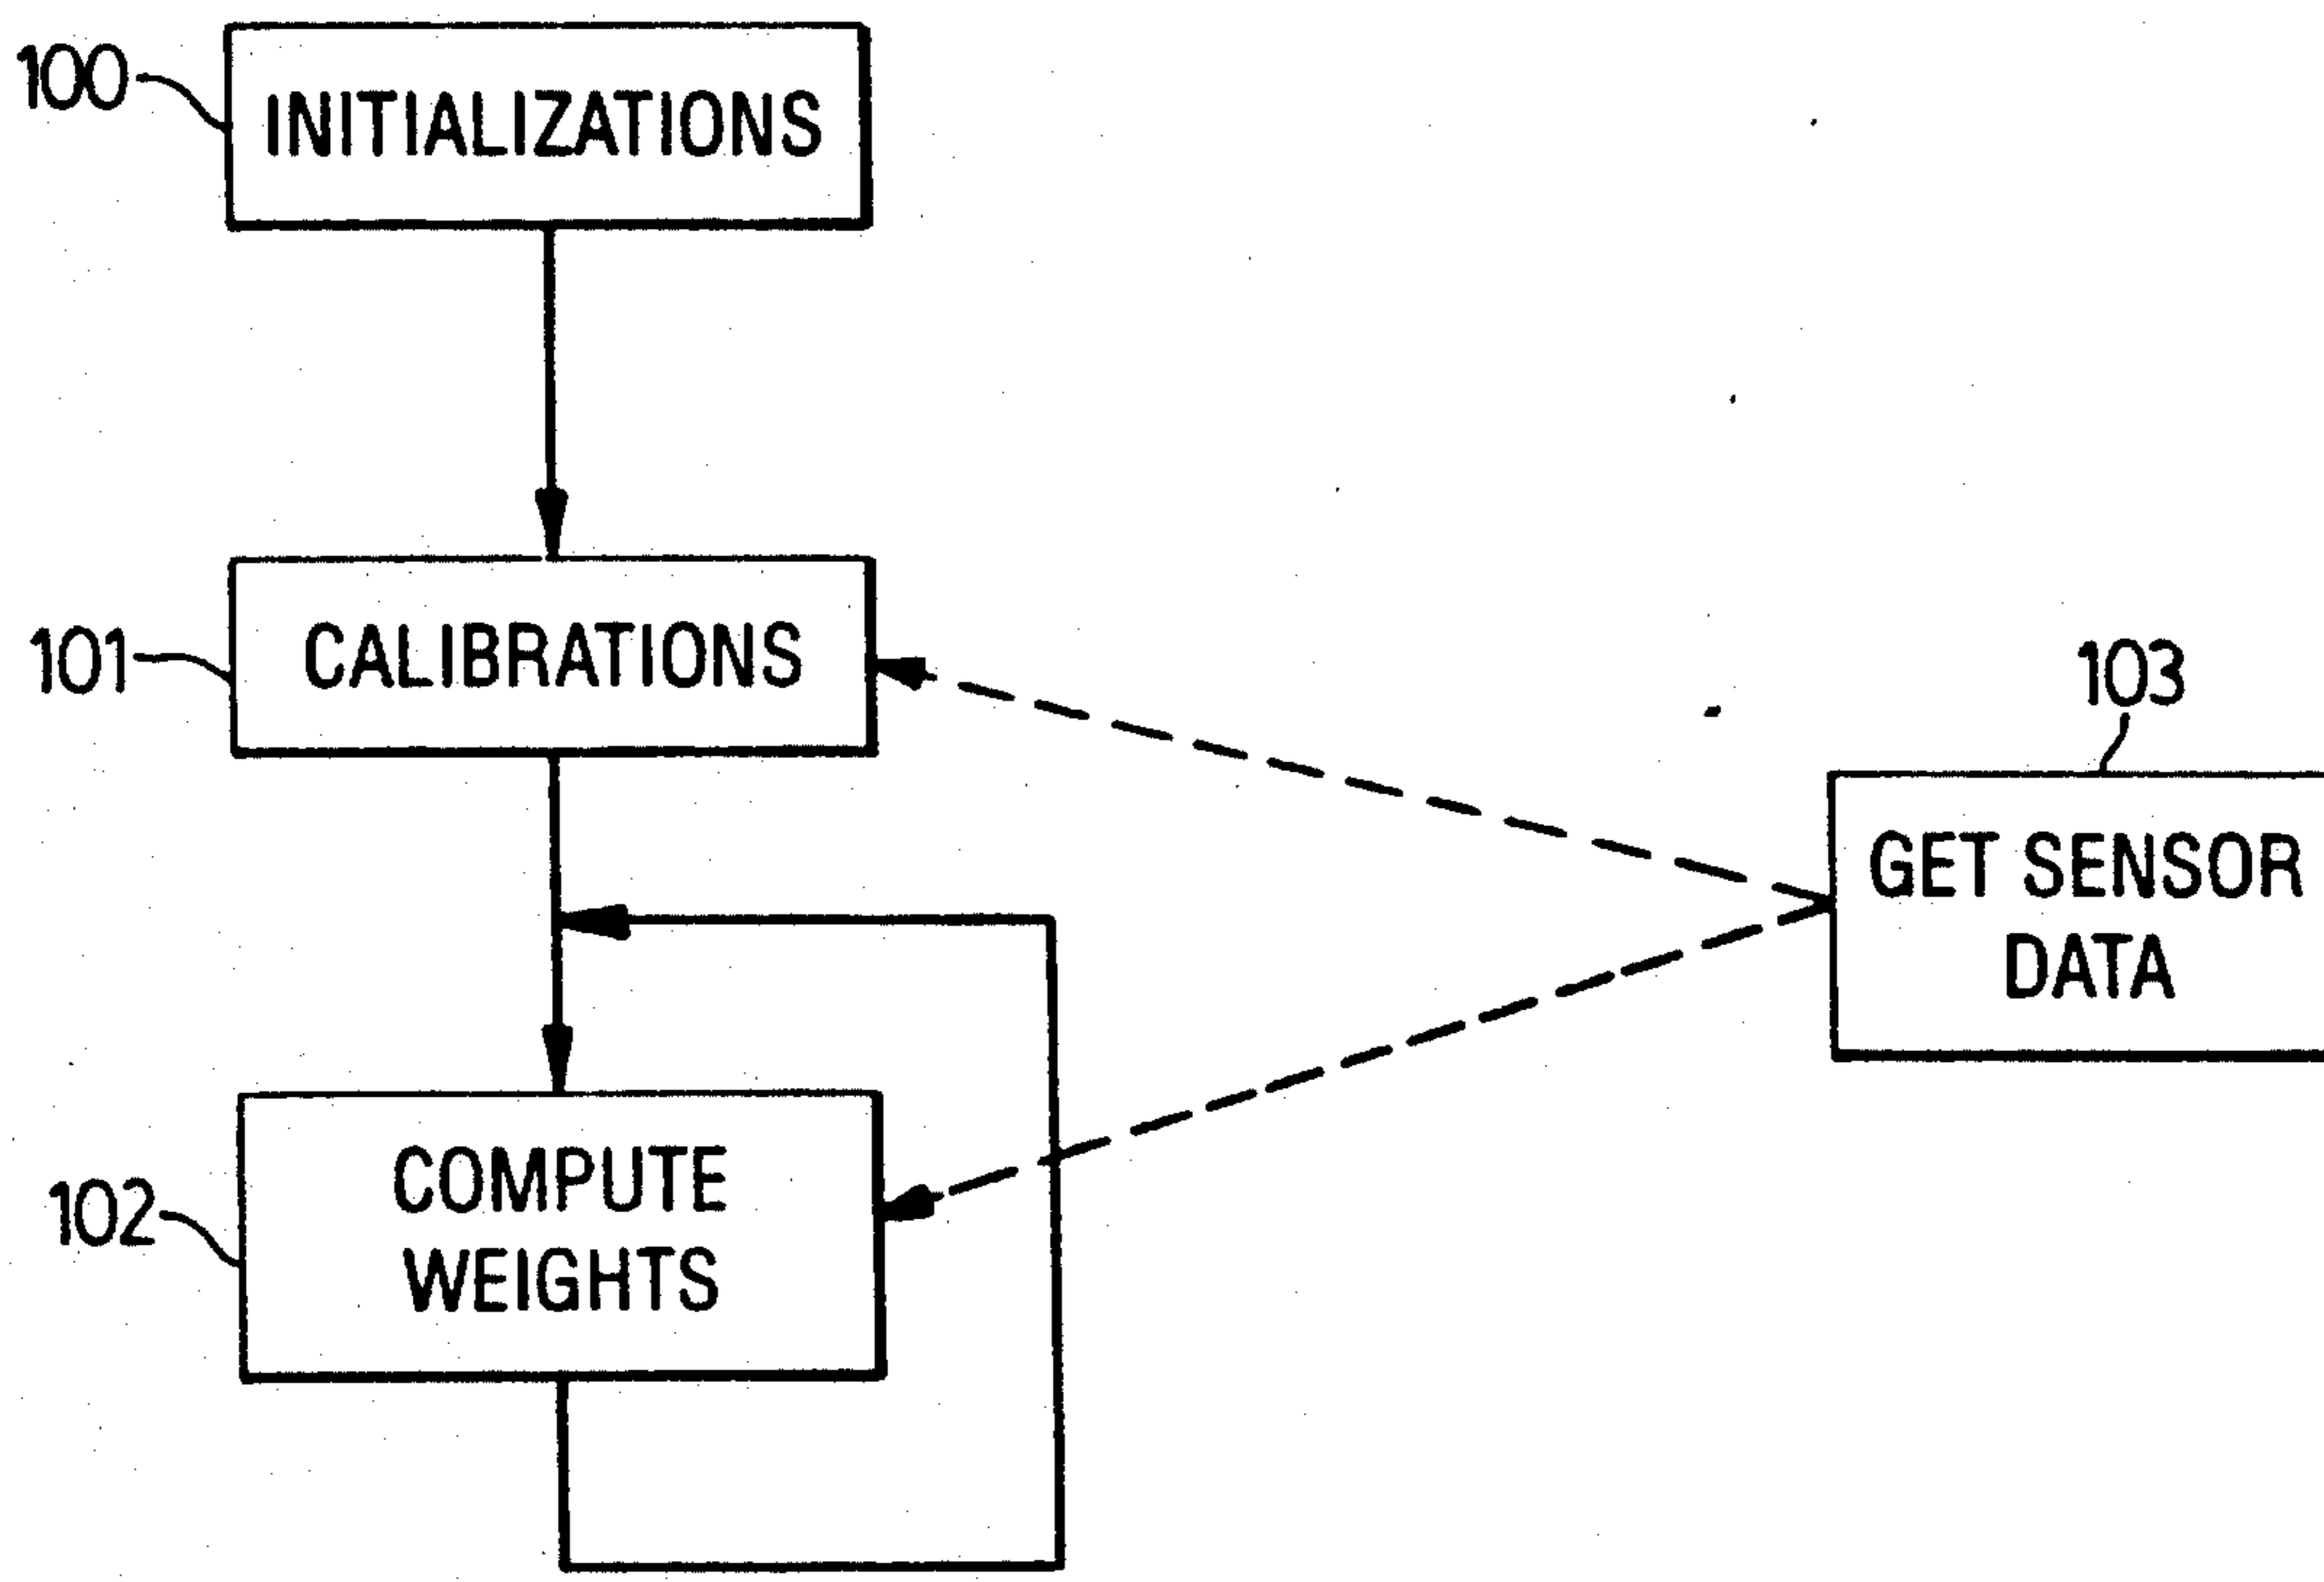 100
INITIALIZATIONS
101
CALIBRATIONS
103
GET SENSOR
DATA
102
COMPUTE
WEIGHTS